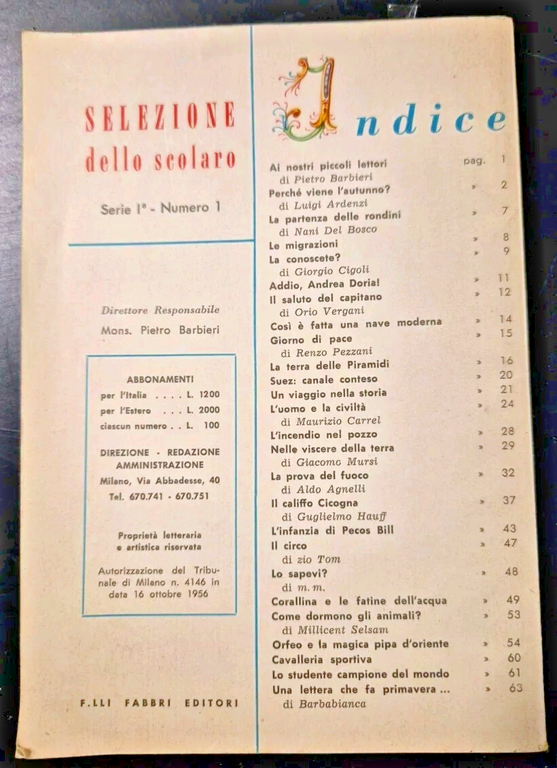 SELEZIONE
dello scolaro
Serie Iª - Numero 1
Direttore Responsabile
Mons. Pietro Barbieri
ABBONAMENTI
per l'Italia . . . . L. 1200
per l'Estero . . L. 2000
ciascun numero . . L. 100
DIREZIONE - REDAZIONE
AMMINISTRAZIONE
Milano, Via Abbadesse, 40
Tel. 670.741 - 670.751
Proprietà letteraria
e artistica riservata
Autorizzazione del Tribu-
nale di Milano n. 4146 in
data 16 ottobre 1956
F.LLI FABBRI EDITORI
Indice
Ai nostri piccoli lettori pag. 1
di Pietro Barbieri
Perché viene l'autunno? » 2
di Luigi Ardenzi
La partenza delle rondini » 7
di Nani Del Bosco
Le migrazioni » 8
La conoscete? » 9
di Giorgio Cigoli
Addio, Andrea Doria! » 11
Il saluto del capitano » 12
di Orio Vergani
Così è fatta una nave moderna » 14
Giorno di pace » 15
di Renzo Pezzani
La terra delle Piramidi » 16
Suez: canale conteso » 20
Un viaggio nella storia » 21
L'uomo e la civiltà » 24
di Maurizio Carrel
L'incendio nel pozzo » 28
Nelle viscere della terra » 29
di Giacomo Mursi
La prova del fuoco » 32
di Aldo Agnelli
Il califfo Cicogna » 37
di Guglielmo Hauff
L'infanzia di Pecos Bill » 43
Il circo » 47
di zio Tom
Lo sapevi? » 48
di m. m.
Corallina e le fatine dell'acqua » 49
Come dormono gli animali? » 53
di Millicent Selsam
Orfeo e la magica pipa d'oriente » 54
Cavalleria sportiva » 60
Lo studente campione del mondo » 61
Una lettera che fa primavera ... » 63
di Barbabianca